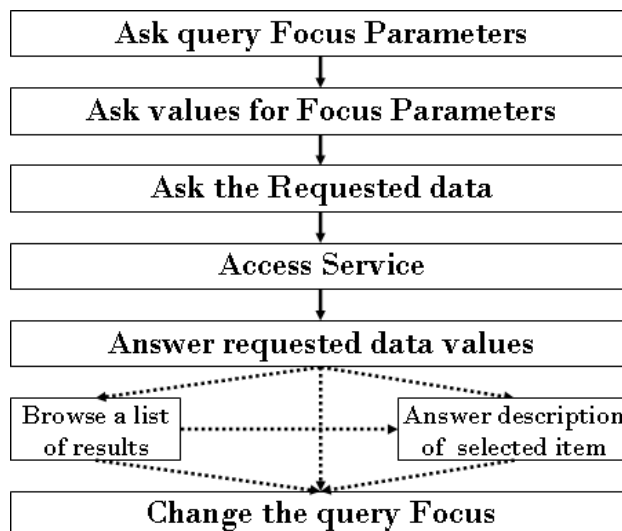 Ask query Focus Parameters
Ask values for Focus Parameters
Ask the Requested data
Access Service
Answer requested data values
Browse a list
of results
Answer description
of selected item
Change the query Focus